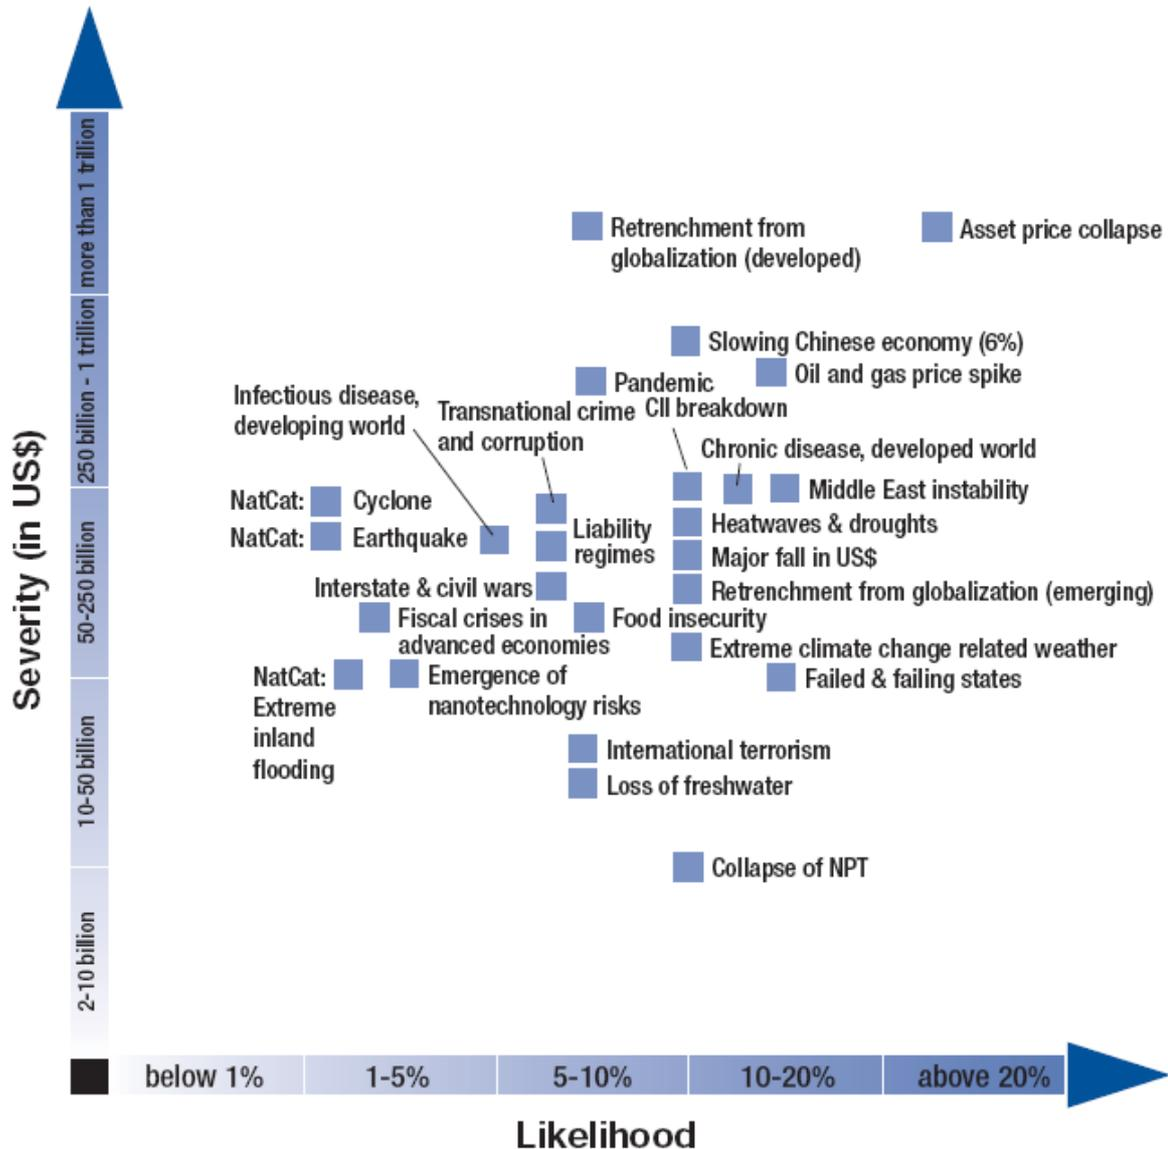 more than 1 trillion
250 billion - 1 trillion
50-250 billion
10-50 billion
2-10 billion
Severity (in US$)
Retrenchment from
globalization (developed)
Asset price collapse
Slowing Chinese economy (6%)
Oil and gas price spike
Pandemic
Infectious disease,
developing world
Transnational crime
and corruption
CII breakdown
Chronic disease, developed world
Middle East instability
NatCat: Cyclone
NatCat: Earthquake
Liability
regimes
Heatwaves & droughts
Major fall in US$
Interstate & civil wars
Retrenchment from globalization (emerging)
Fiscal crises in
advanced economies
Food insecurity
Extreme climate change related weather
NatCat:
Extreme
inland
flooding
Emergence of
nanotechnology risks
Failed & failing states
International terrorism
Loss of freshwater
Collapse of NPT
below 1%
1-5%
5-10%
10-20%
above 20%
Likelihood